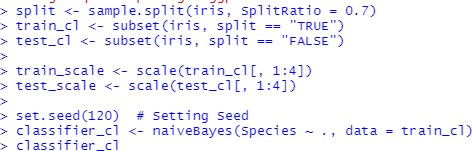 > split <- sample.split(iris, SplitRatio = 0.7)
> train_cl <- subset(iris, split == "TRUE")
> test_cl <- subset(iris, split == "FALSE")
>
> train_scale <- scale(train_cl[, 1:4])
> test_scale <- scale(test_cl[, 1:4])
>
> set.seed(120)  # Setting Seed
> classifier_cl <- naiveBayes(Species ~ ., data = train_cl)
> classifier_cl